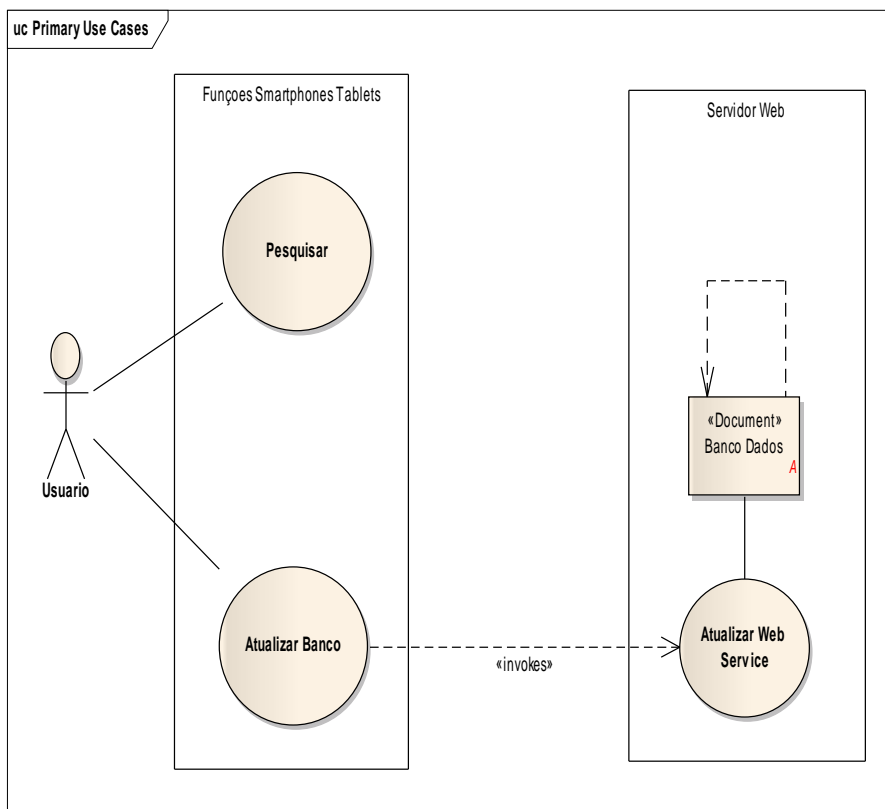 uc Primary Use Cases
Funçoes Smartphones Tablets
Servidor Web
Pesquisar
«Document»
Banco Dados
A
Usuario
Atualizar Banco
«invokes»
Atualizar Web
Service